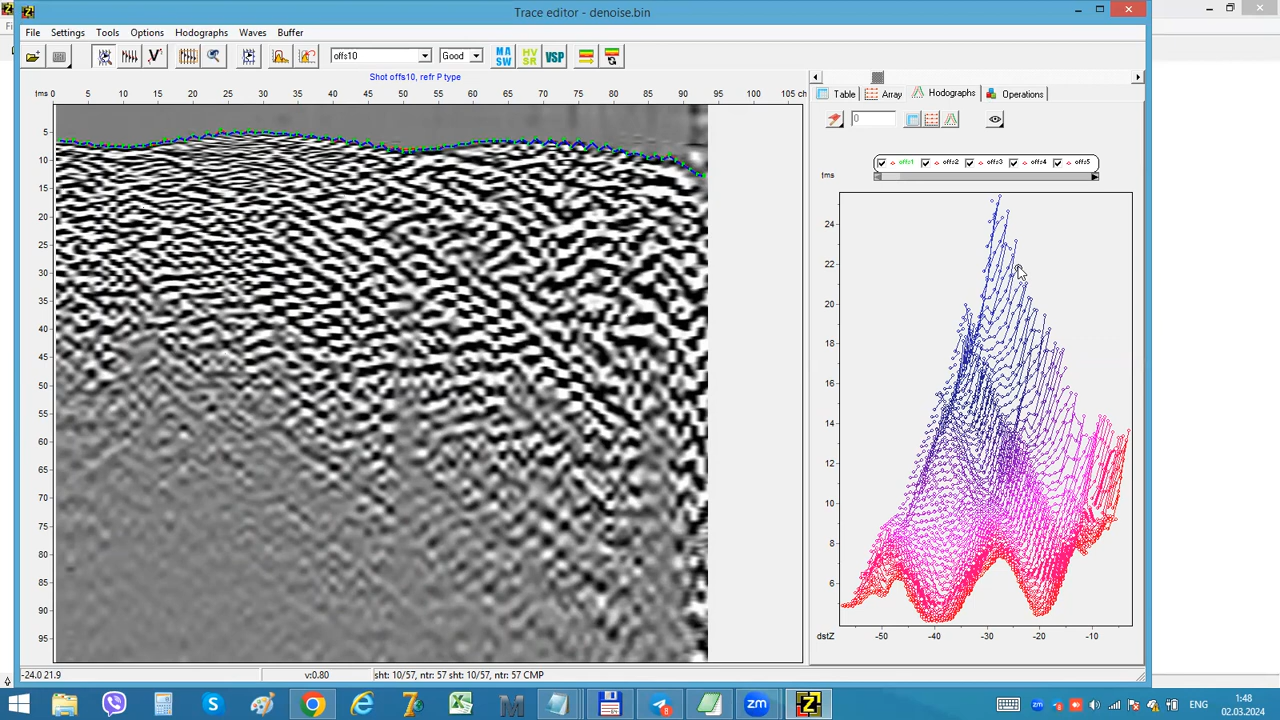 Trace editor - denoise.bin
File Settings Tools Options Hodographs Waves Buffer
offs10 Good MA SW HV SR VSP
Shot offs10, refr P type
tms 0 5 10 15 20 25 30 35 40 45 50 55 60 65 70 75 80 85 90 95 100 105 ch
5
10
15
20
25
30
35
40
45
50
55
60
65
70
75
80
85
90
95
Table Array Hodographs Operations
0
offs1 offs2 offs3 offs4 offs5
tms
24
22
20
18
16
14
12
10
8
6
dstZ -50 -40 -30 -20 -10
-24.0 21.9 v:0.80 sht: 10/57, ntr: 57 sht: 10/57, ntr: 57 CMP
zm ENG 1:48
02.03.2024